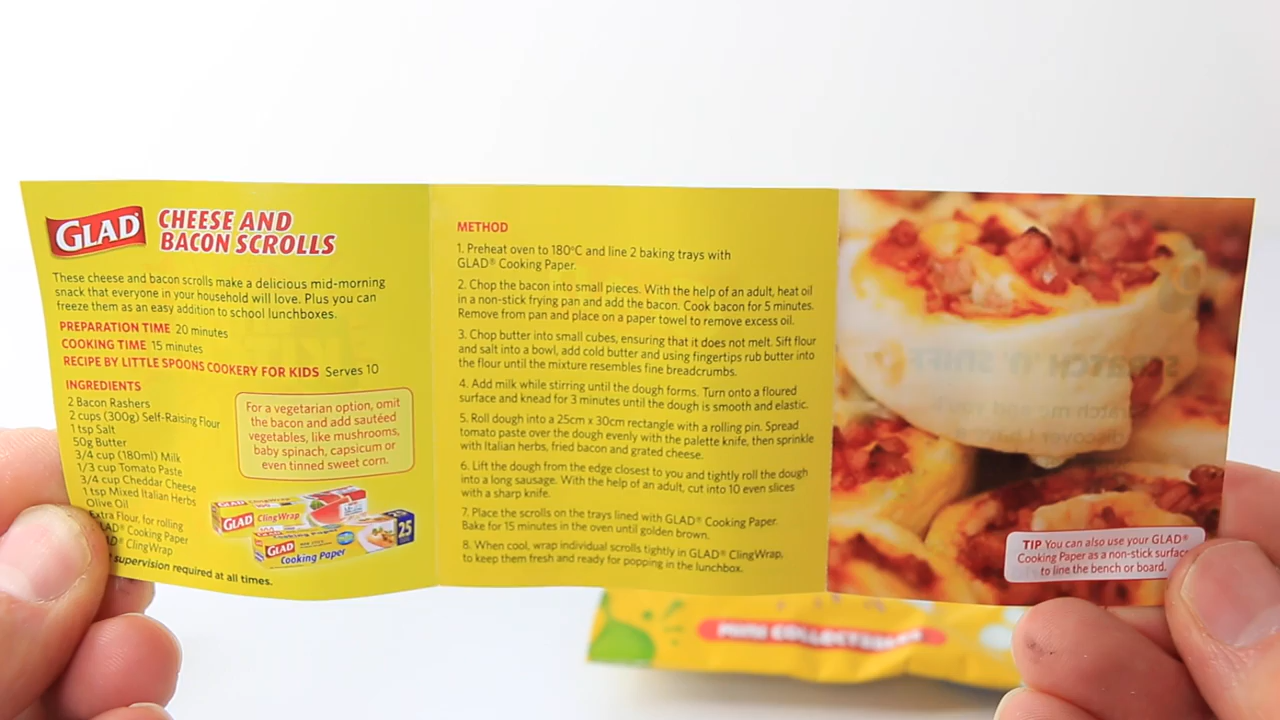 GLAD®
CHEESE AND
BACON SCROLLS
These cheese and bacon scrolls make a delicious mid-morning
snack that everyone in your household will love. Plus you can
freeze them as an easy addition to school lunchboxes.
PREPARATION TIME 20 minutes
COOKING TIME 15 minutes
RECIPE BY LITTLE SPOONS COOKERY FOR KIDS Serves 10
INGREDIENTS
2 Bacon Rashers
2 cups (300g) Self-Raising Flour
1 tsp Salt
50g Butter
3/4 cup (180ml) Milk
1/3 cup Tomato Paste
3/4 cup Cheddar Cheese
1 tsp Mixed Italian Herbs
Olive Oil
Extra Flour, for rolling
LAD® Cooking Paper
D® ClingWrap
supervision required at all times.
For a vegetarian option, omit
the bacon and add sautéed
vegetables, like mushrooms,
baby spinach, capsicum or
even tinned sweet corn.
GLAD ClingWrap
GLAD Cooking Paper 25
METHOD
1. Preheat oven to 180°C and line 2 baking trays with
GLAD® Cooking Paper.
2. Chop the bacon into small pieces. With the help of an adult, heat oil
in a non-stick frying pan and add the bacon. Cook bacon for 5 minutes.
Remove from pan and place on a paper towel to remove excess oil.
3. Chop butter into small cubes, ensuring that it does not melt. Sift flour
and salt into a bowl, add cold butter and using fingertips rub butter into
the flour until the mixture resembles fine breadcrumbs.
4. Add milk while stirring until the dough forms. Turn onto a floured
surface and knead for 3 minutes until the dough is smooth and elastic.
5. Roll dough into a 25cm x 30cm rectangle with a rolling pin. Spread
tomato paste over the dough evenly with the palette knife, then sprinkle
with Italian herbs, fried bacon and grated cheese.
6. Lift the dough from the edge closest to you and tightly roll the dough
into a long sausage. With the help of an adult, cut into 10 even slices
with a sharp knife.
7. Place the scrolls on the trays lined with GLAD® Cooking Paper.
Bake for 15 minutes in the oven until golden brown.
8. When cool, wrap individual scrolls tightly in GLAD® ClingWrap,
to keep them fresh and ready for popping in the lunchbox.
TIP You can also use your GLAD®
Cooking Paper as a non-stick surface
to line the bench or board.
MINI COLLECTABLES